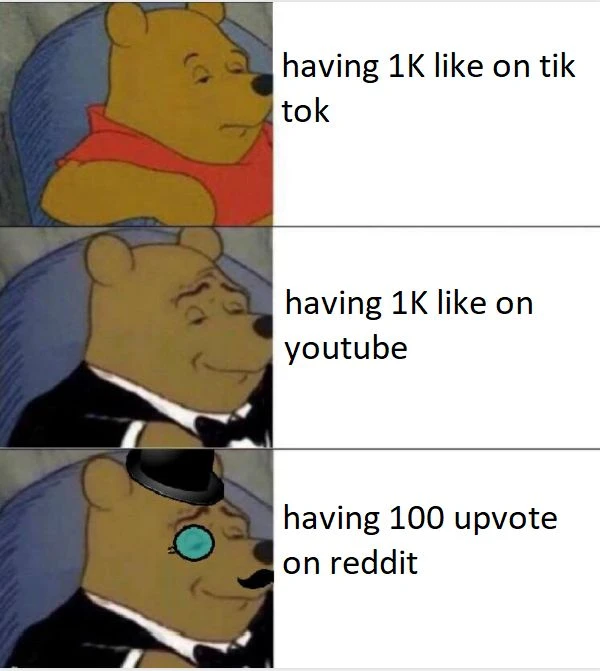 having 1K like on tik
tok
having 1K like on
youtube
having 100 upvote
on reddit